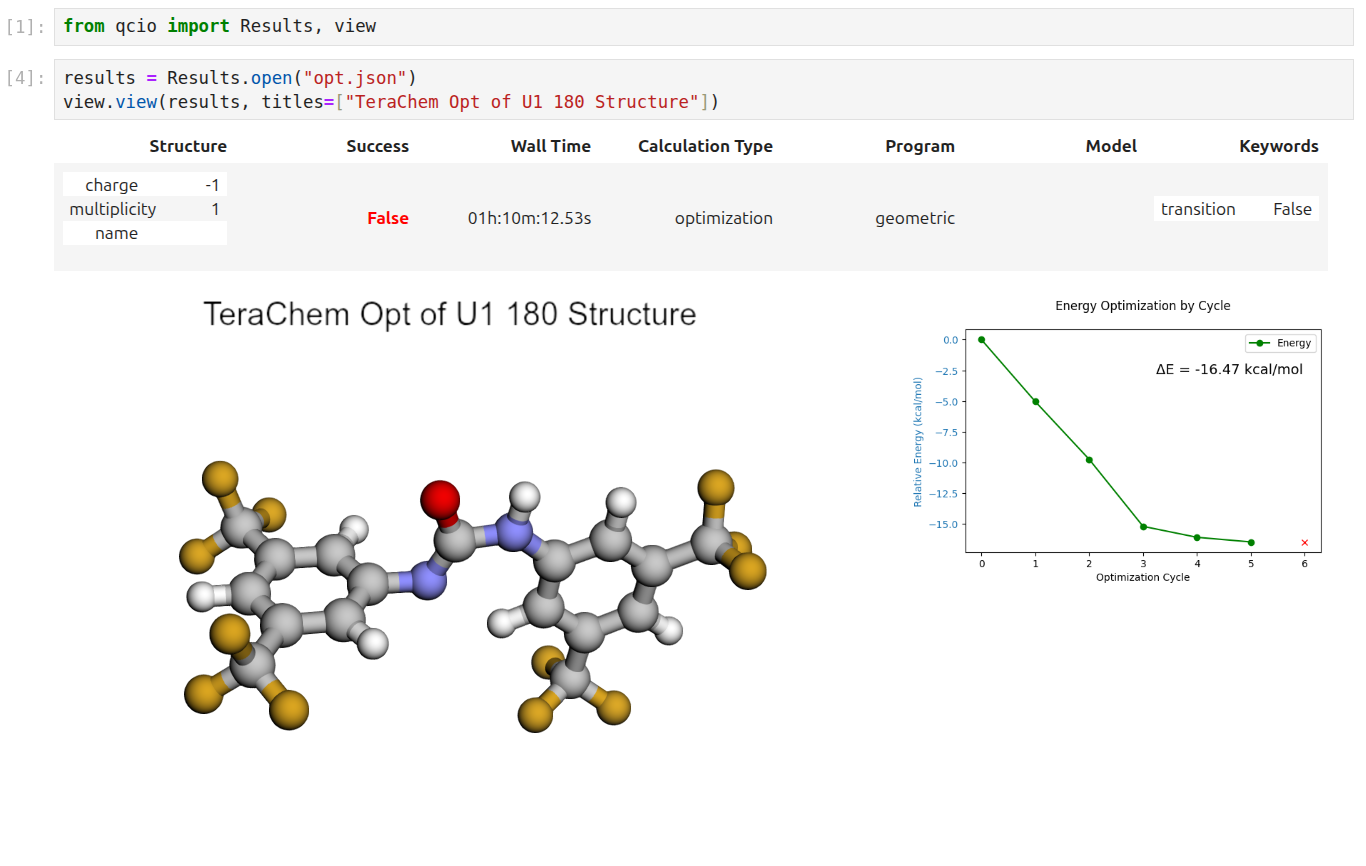 [1]: from qcio import Results, view
[4]: results = Results.open("opt.json")
view.view(results, titles=["TeraChem Opt of U1 180 Structure"])
Structure Success Wall Time Calculation Type Program Model Keywords
charge -1
multiplicity 1
name
False 01h:10m:12.53s optimization geometric
transition False
TeraChem Opt of U1 180 Structure
Energy Optimization by Cycle
Energy
ΔE = -16.47 kcal/mol
Relative Energy (kcal/mol)
0.0
−2.5
−5.0
−7.5
−10.0
−12.5
−15.0
0 1 2 3 4 5 6
Optimization Cycle